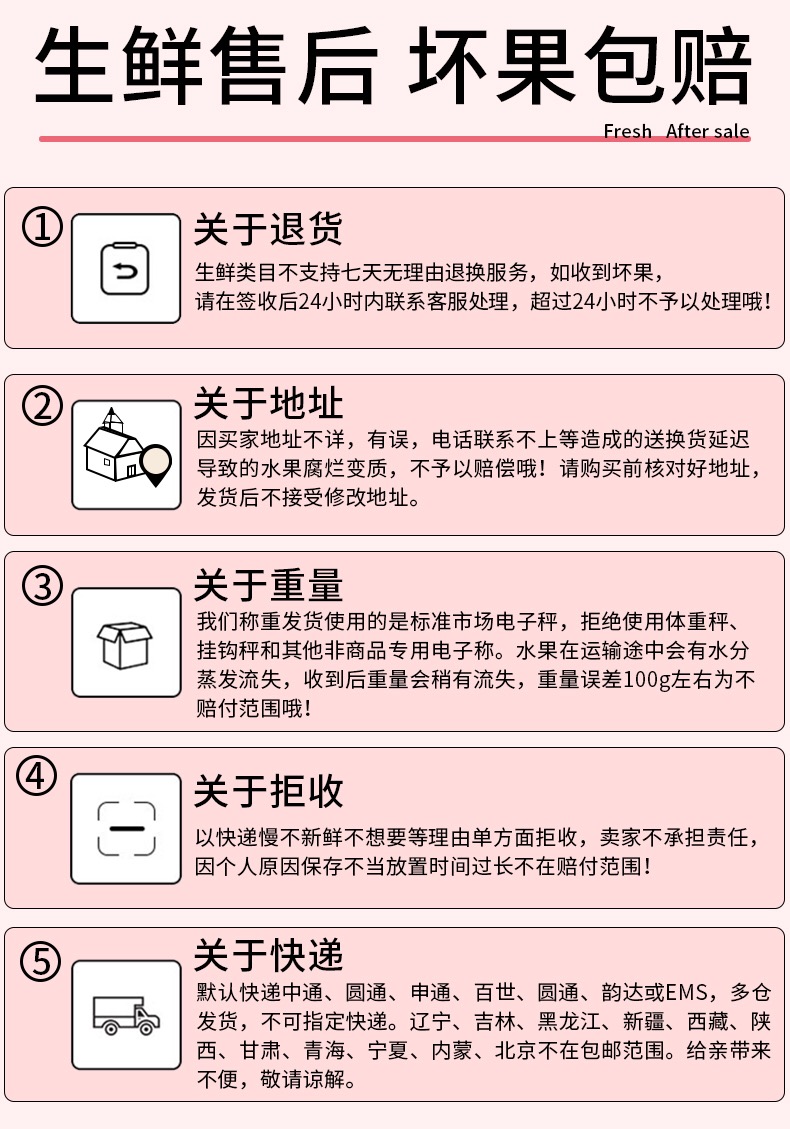 生鲜售后 坏果包赔
Fresh After sale
①
关于退货
生鲜类目不支持七天无理由退换服务，如收到坏果，
请在签收后24小时内联系客服处理，超过24小时不予以处理哦！
②
关于地址
因买家地址不详，有误，电话联系不上等造成的送换货延迟
导致的水果腐烂变质，不予以赔偿哦！请购买前核对好地址，
发货后不接受修改地址。
③
关于重量
我们称重发货使用的是标准市场电子秤，拒绝使用体重秤、
挂钩秤和其他非商品专用电子称。水果在运输途中会有水分
蒸发流失，收到后重量会稍有流失，重量误差100g左右为不
赔付范围哦！
④
关于拒收
以快递慢不新鲜不想要等理由单方面拒收，卖家不承担责任，
因个人原因保存不当放置时间过长不在赔付范围！
⑤
关于快递
默认快递中通、圆通、申通、百世、圆通、韵达或EMS，多仓
发货，不可指定快递。辽宁、吉林、黑龙江、新疆、西藏、陕
西、甘肃、青海、宁夏、内蒙、北京不在包邮范围。给亲带来
不便，敬请谅解。